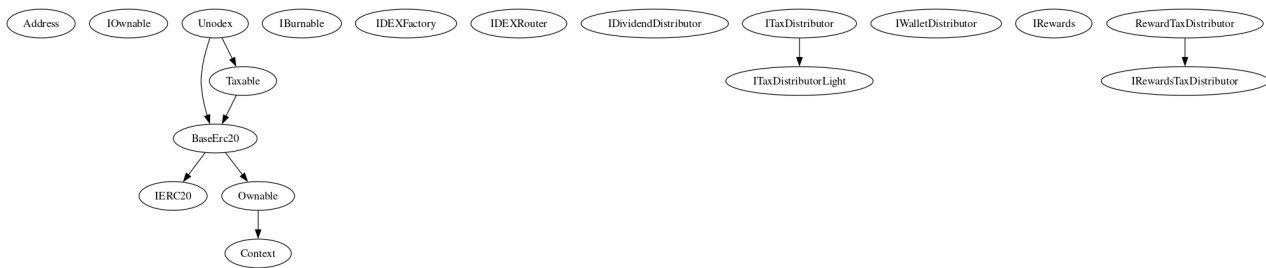 Address
IOwnable
Unodex
IBurnable
IDEXFactory
IDEXRouter
IDividendDistributor
ITaxDistributor
IWalletDistributor
IRewards
RewardTaxDistributor
Taxable
ITaxDistributorLight
IRewardsTaxDistributor
BaseErc20
IERC20
Ownable
Context